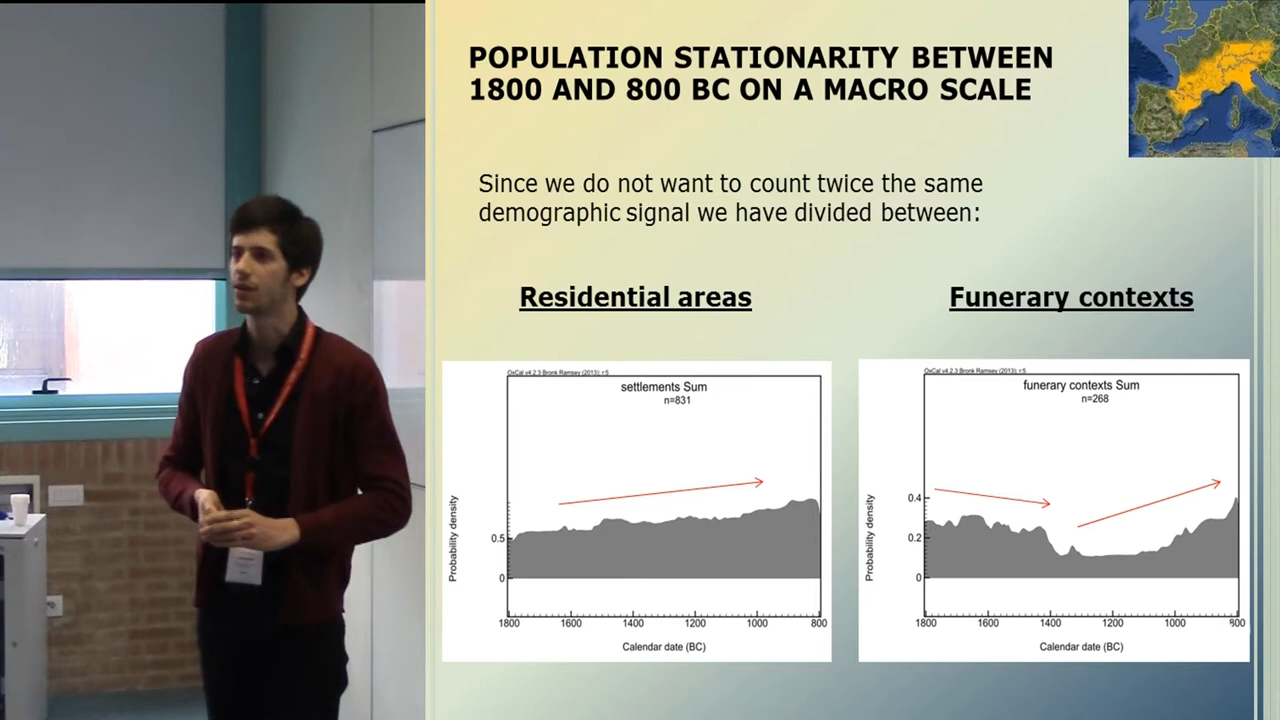 POPULATION STATIONARITY BETWEEN
1800 AND 800 BC ON A MACRO SCALE
Since we do not want to count twice the same
demographic signal we have divided between:
Residential areas
Funerary contexts
OxCal v4.2.3 Bronk Ramsey (2013); r:5
settlements Sum
n=831
Probability density
0.5
0
1800 1600 1400 1200 1000 800
Calendar date (BC)
OxCal v4.2.3 Bronk Ramsey (2013); r:5
funerary contexts Sum
n=268
Probability density
0.4
0.2
0
1800 1600 1400 1200 1000 900
Calendar date (BC)